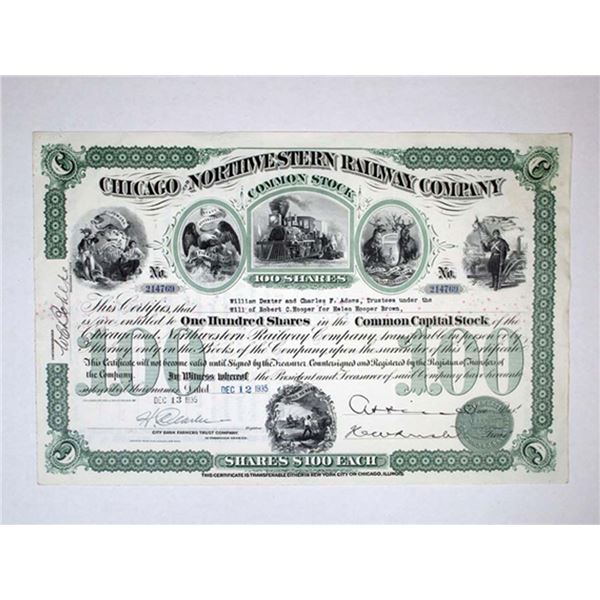 CHICAGO AND NORTHWESTERN RAILWAY COMPANY
COMMON STOCK
No. No.
214769 100 SHARES 214769
William Dexter and Charles F. Adams, Trustees under the
Will of Robert C.Hooper for Helen Hooper Brown,
This Certifies that
is/are entitled to One Hundred Shares in the Common Capital Stock of the
Chicago and Northwestern Railway Company, transferable in person or by
Attorney only on the Books of the Company upon the surrender of this Certificate.
This Certificate will not become valid until Signed by the Treasurer Countersigned and Registered by the Registrar of Transfers of
the Company. In Witness whereof the President and Treasurer of said Company have hereunto
Dated DEC 12 1935
DEC 13 1935
100
CITY BANK FARMERS TRUST COMPANY
SHARES $100 EACH
THIS CERTIFICATE IS TRANSFERABLE EITHER IN NEW YORK CITY OR CHICAGO, ILLINOIS.